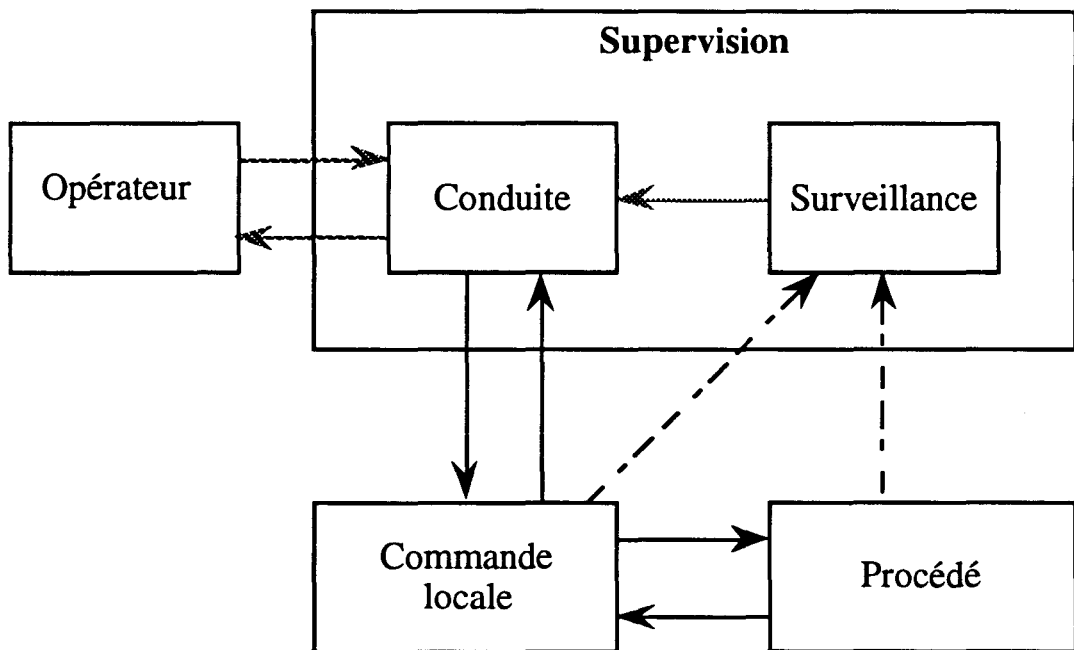 Supervision
Opérateur
Conduite
Surveillance
Commande
locale
Procédé